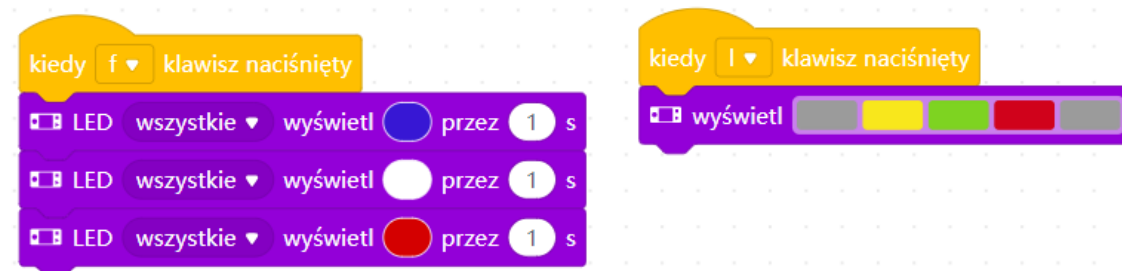 kiedy f klawisz naciśnięty
LED wszystkie wyświetl przez 1 s
LED wszystkie wyświetl przez 1 s
LED wszystkie wyświetl przez 1 s
kiedy l klawisz naciśnięty
wyświetl